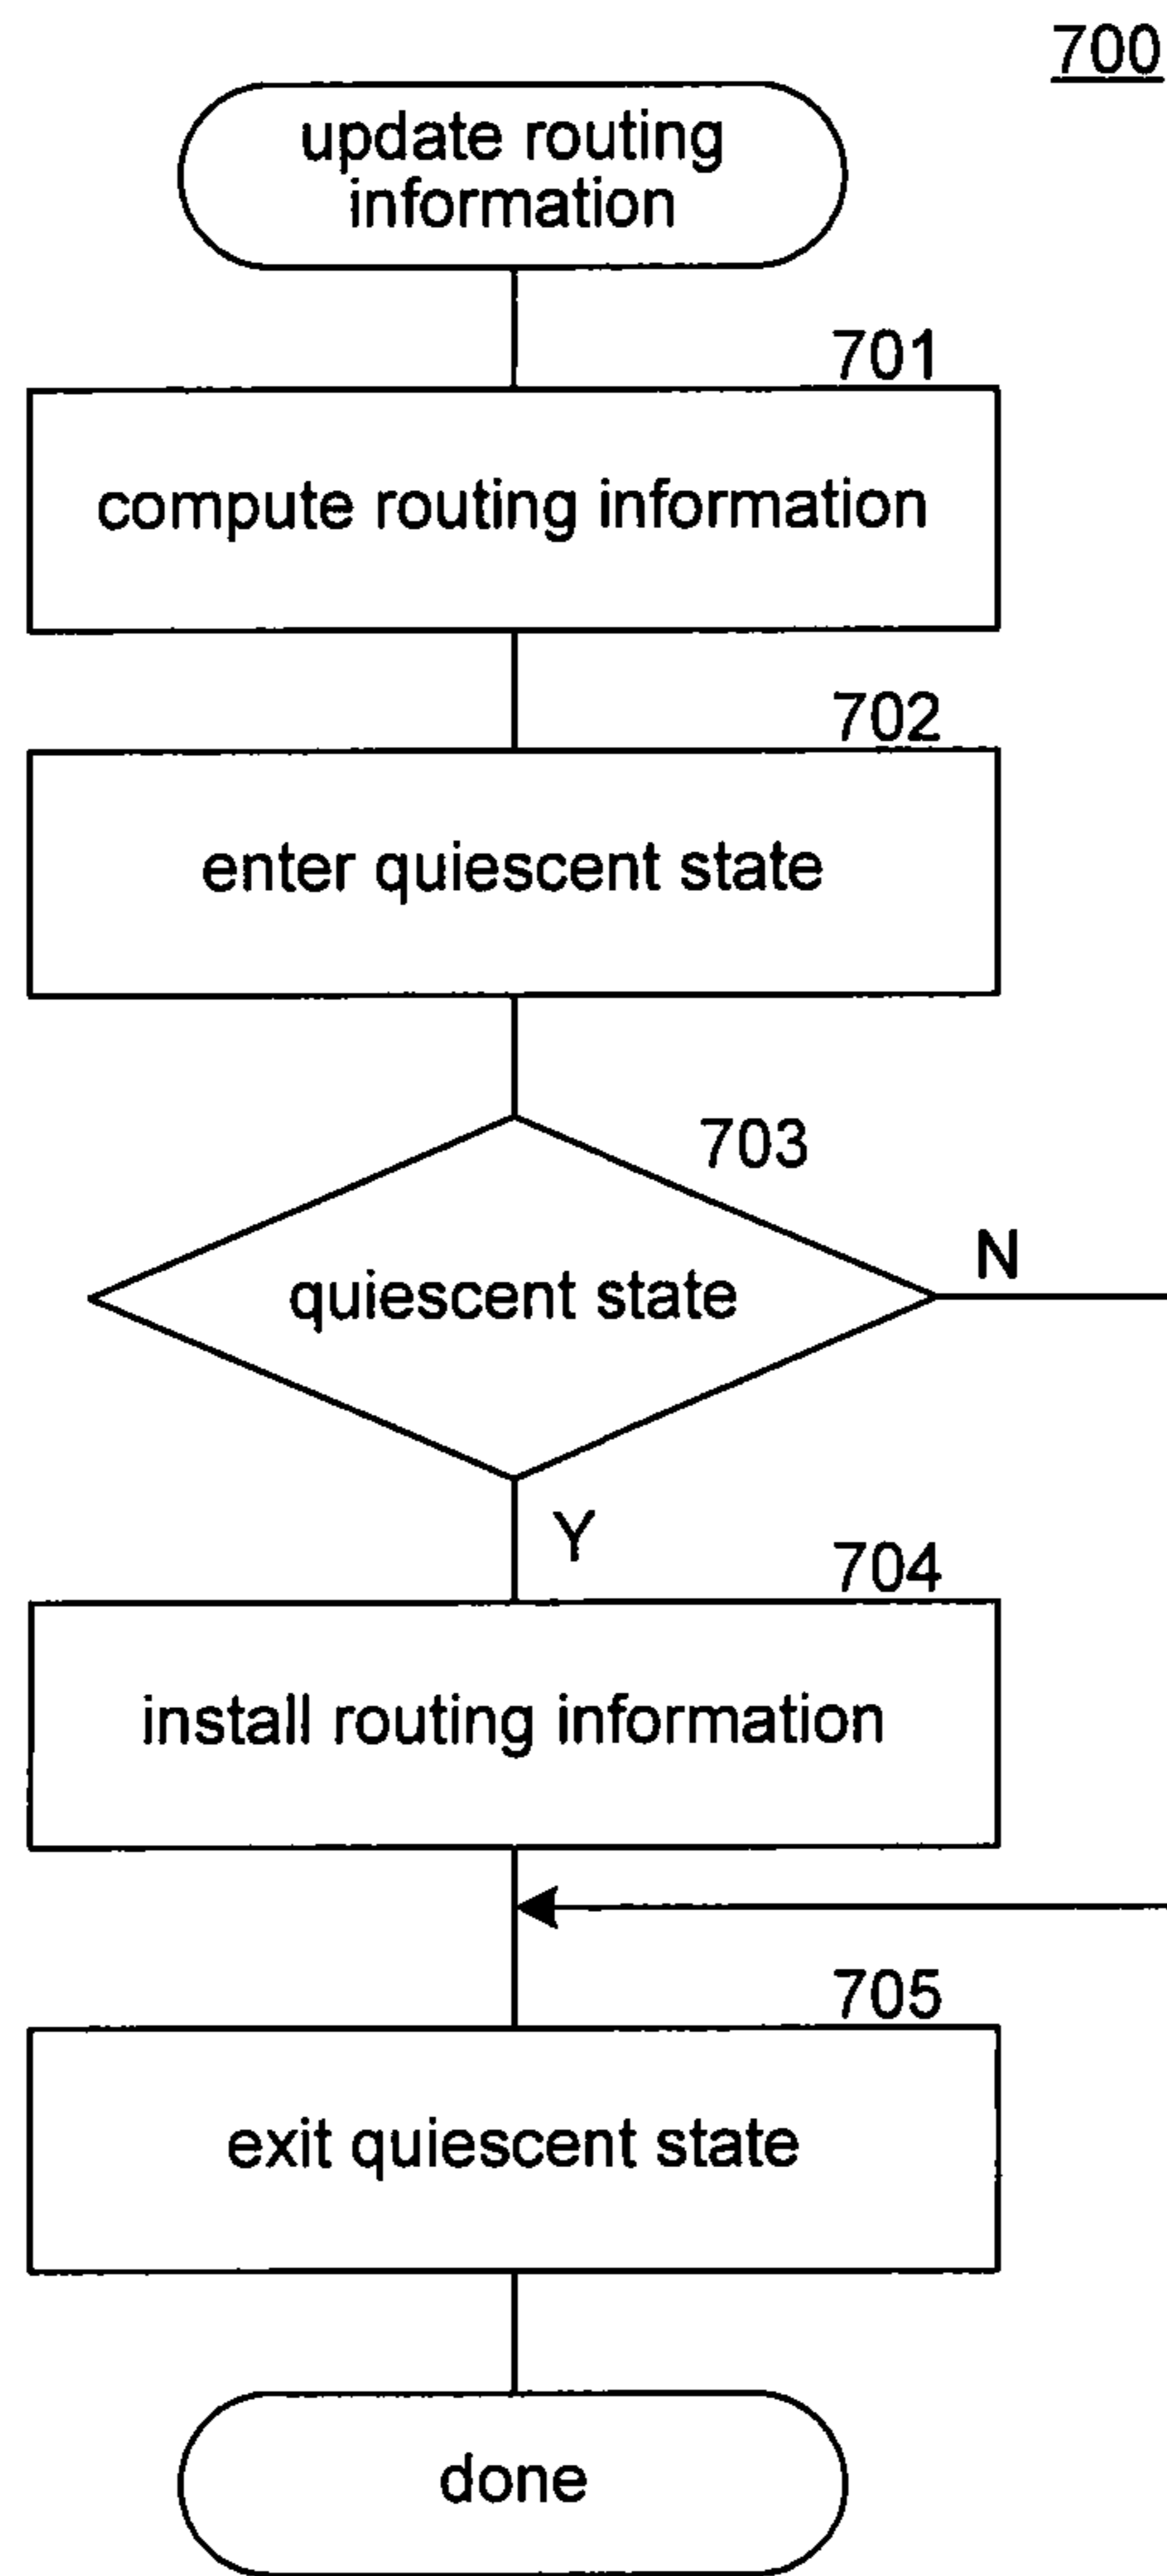 700
update routing
information
701
compute routing information
702
enter quiescent state
703
quiescent state
N
Y
704
install routing information
705
exit quiescent state
done